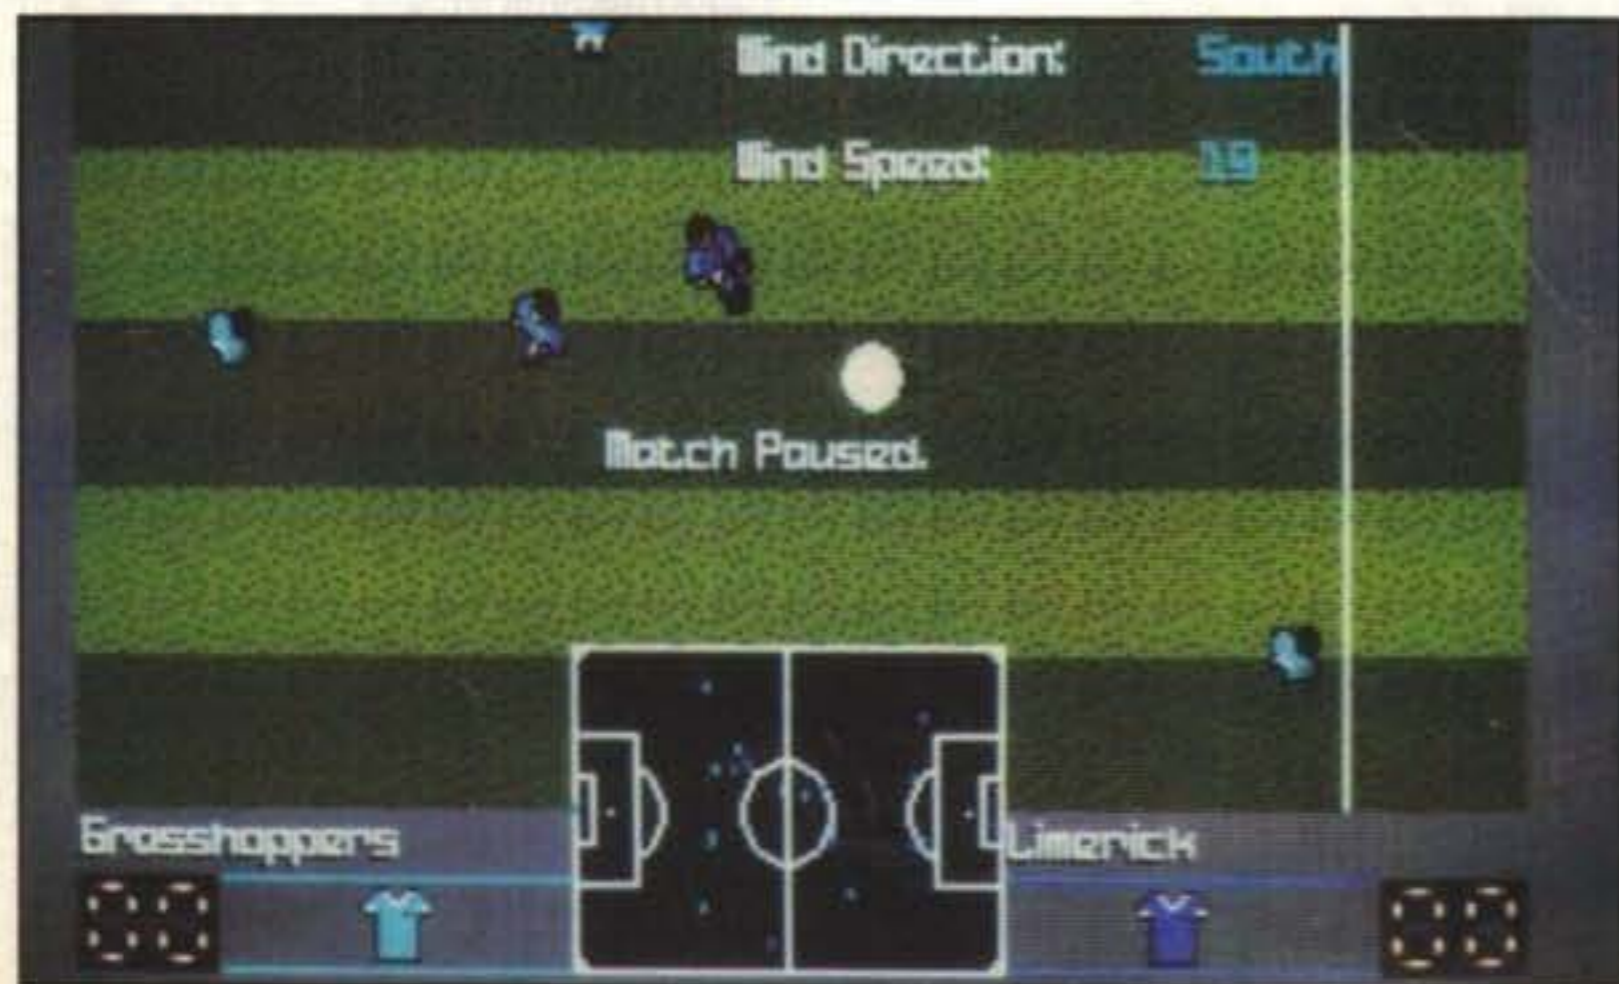 Wind Direction: South
Wind Speed: 19
Match Paused.
Grasshoppers
Limerick
00
00